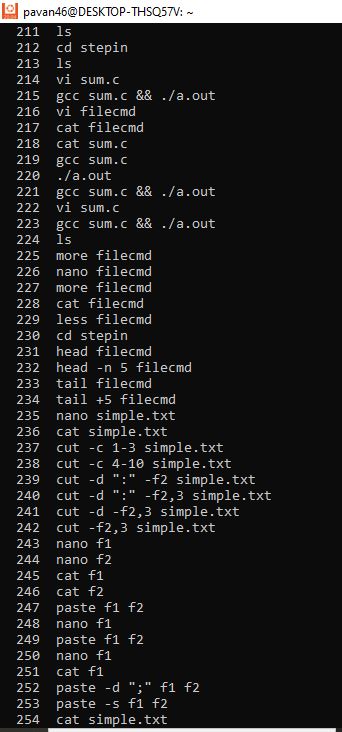 pavan46@DESKTOP-THSQ57V: ~
211 ls
212 cd stepin
213 ls
214 vi sum.c
215 gcc sum.c && ./a.out
216 vi filecmd
217 cat filecmd
218 cat sum.c
219 gcc sum.c
220 ./a.out
221 gcc sum.c && ./a.out
222 vi sum.c
223 gcc sum.c && ./a.out
224 ls
225 more filecmd
226 nano filecmd
227 more filecmd
228 cat filecmd
229 less filecmd
230 cd stepin
231 head filecmd
232 head -n 5 filecmd
233 tail filecmd
234 tail +5 filecmd
235 nano simple.txt
236 cat simple.txt
237 cut -c 1-3 simple.txt
238 cut -c 4-10 simple.txt
239 cut -d ":" -f2 simple.txt
240 cut -d ":" -f2,3 simple.txt
241 cut -d -f2,3 simple.txt
242 cut -f2,3 simple.txt
243 nano f1
244 nano f2
245 cat f1
246 cat f2
247 paste f1 f2
248 nano f1
249 paste f1 f2
250 nano f1
251 cat f1
252 paste -d ";" f1 f2
253 paste -s f1 f2
254 cat simple.txt